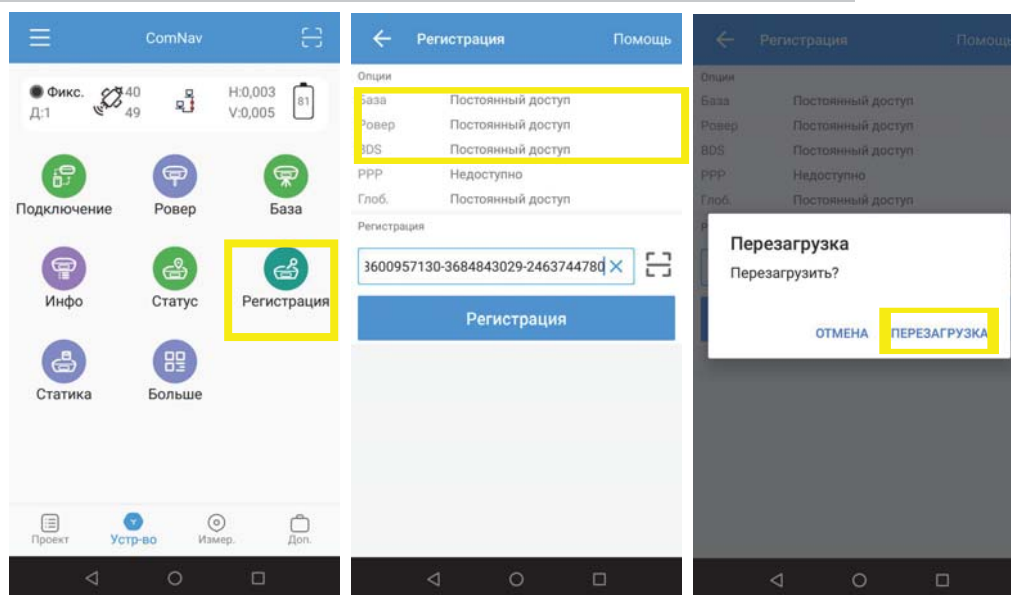 ComNav
Фикс. 40 H:0,003 81
Д:1 49 V:0,005
Подключение Ровер База
Инфо Статус Регистрация
Статика Больше
Проект Устр-во Измер. Доп.
Регистрация Помощь
Опции
База Постоянный доступ
Ровер Постоянный доступ
BDS Постоянный доступ
PPP Недоступно
Глоб. Постоянный доступ
Регистрация
3600957130-3684843029-2463744780
Регистрация
Регистрация Помощь
Опции
База Постоянный доступ
Ровер Постоянный доступ
BDS Постоянный доступ
PPP Недоступно
Глоб. Постоянный доступ
Перезагрузка
Перезагрузить?
ОТМЕНА ПЕРЕЗАГРУЗКА